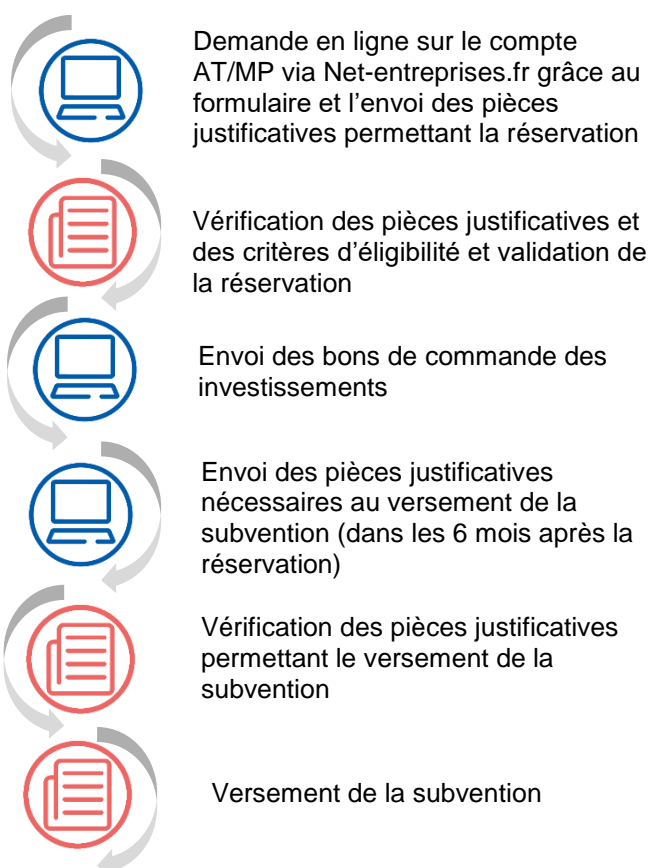 Demande en ligne sur le compte
AT/MP via Net-entreprises.fr grâce au
formulaire et l’envoi des pièces
justificatives permettant la réservation
Vérification des pièces justificatives et
des critères d’éligibilité et validation de
la réservation
Envoi des bons de commande des
investissements
Envoi des pièces justificatives
nécessaires au versement de la
subvention (dans les 6 mois après la
réservation)
Vérification des pièces justificatives
permettant le versement de la
subvention
Versement de la subvention